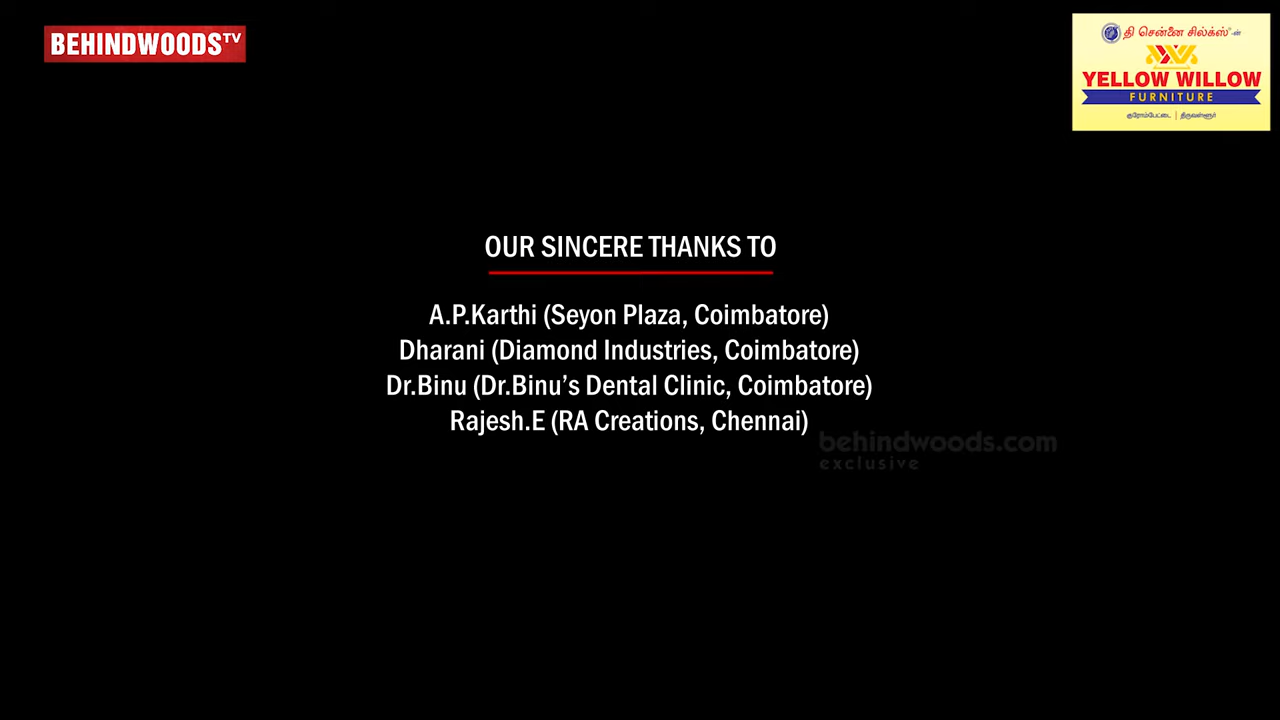 BEHINDWOODS TV
தி சென்னை சில்க்ஸ்®-ன்
YELLOW WILLOW
FURNITURE
குரோம்பேட்டை | திருவள்ளூர்
OUR SINCERE THANKS TO
A.P.Karthi (Seyon Plaza, Coimbatore)
Dharani (Diamond Industries, Coimbatore)
Dr.Binu (Dr.Binu’s Dental Clinic, Coimbatore)
Rajesh.E (RA Creations, Chennai)
behindwoods.com
exclusive